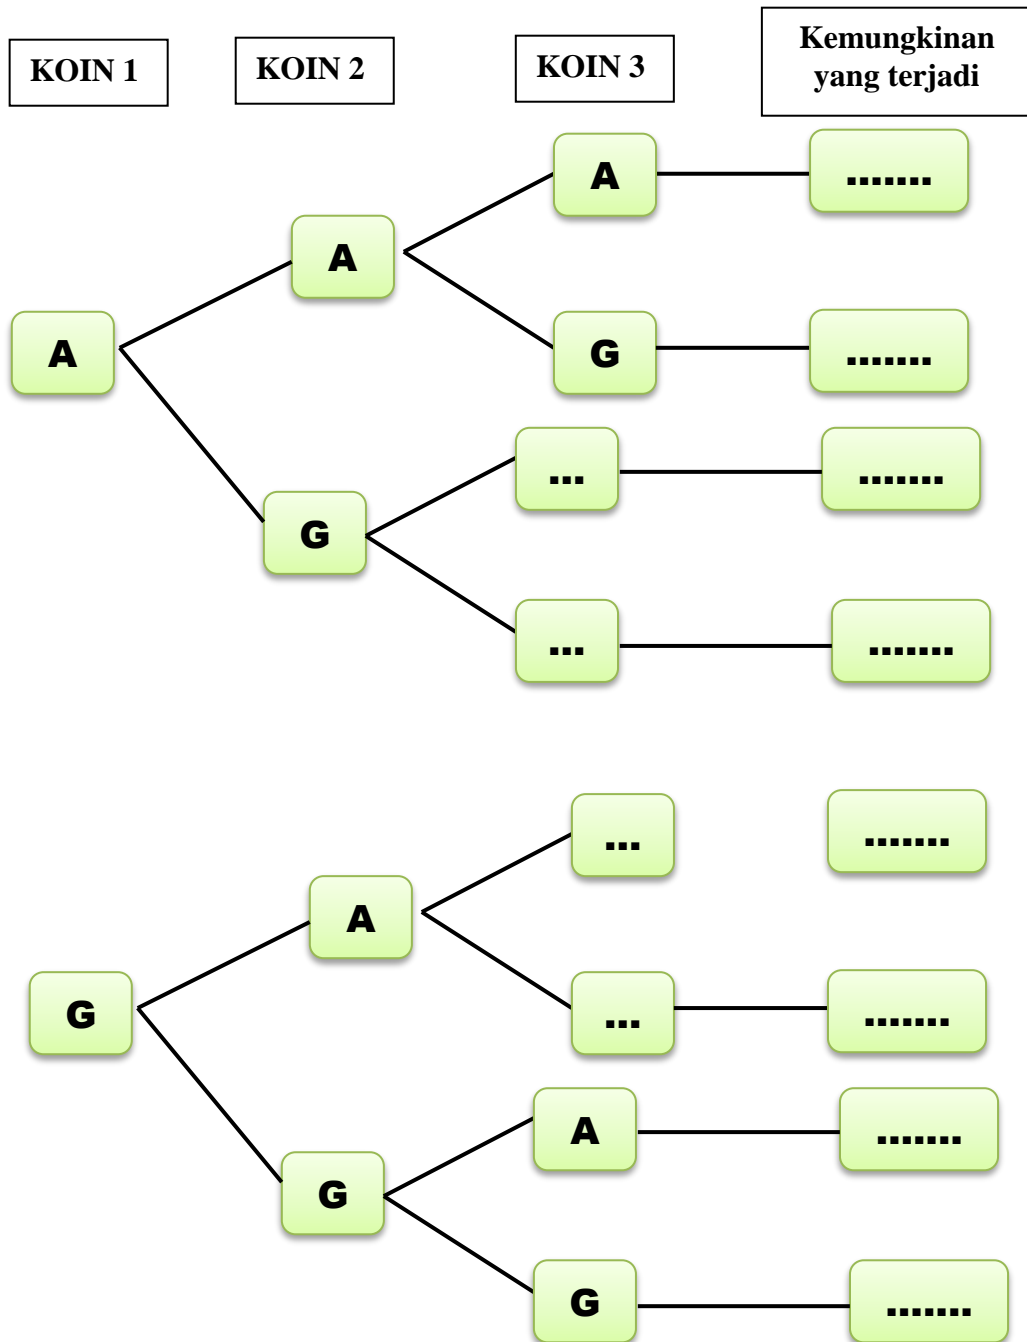 KOIN 1
KOIN 2
KOIN 3
Kemungkinan
yang terjadi
A
.......
A
A
G
.......
...
.......
G
...
.......
...
.......
A
G
...
.......
A
.......
G
G
.......